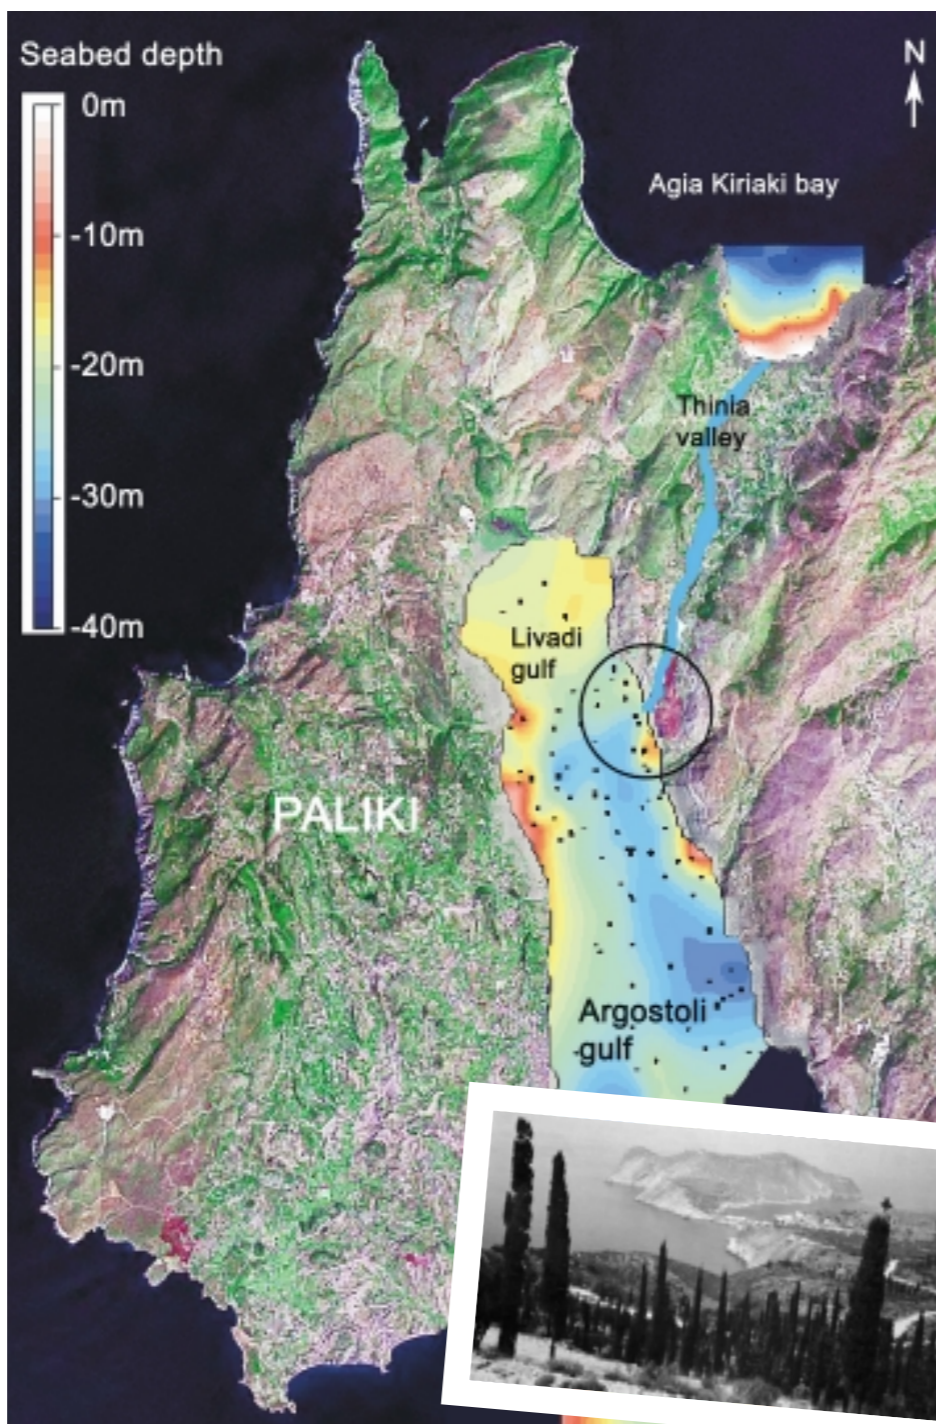 Seabed depth
0m
-10m
-20m
-30m
-40m
N
Agia Kiriaki bay
Thinia
valley
Livadi
gulf
PALIKI
Argostoli
gulf